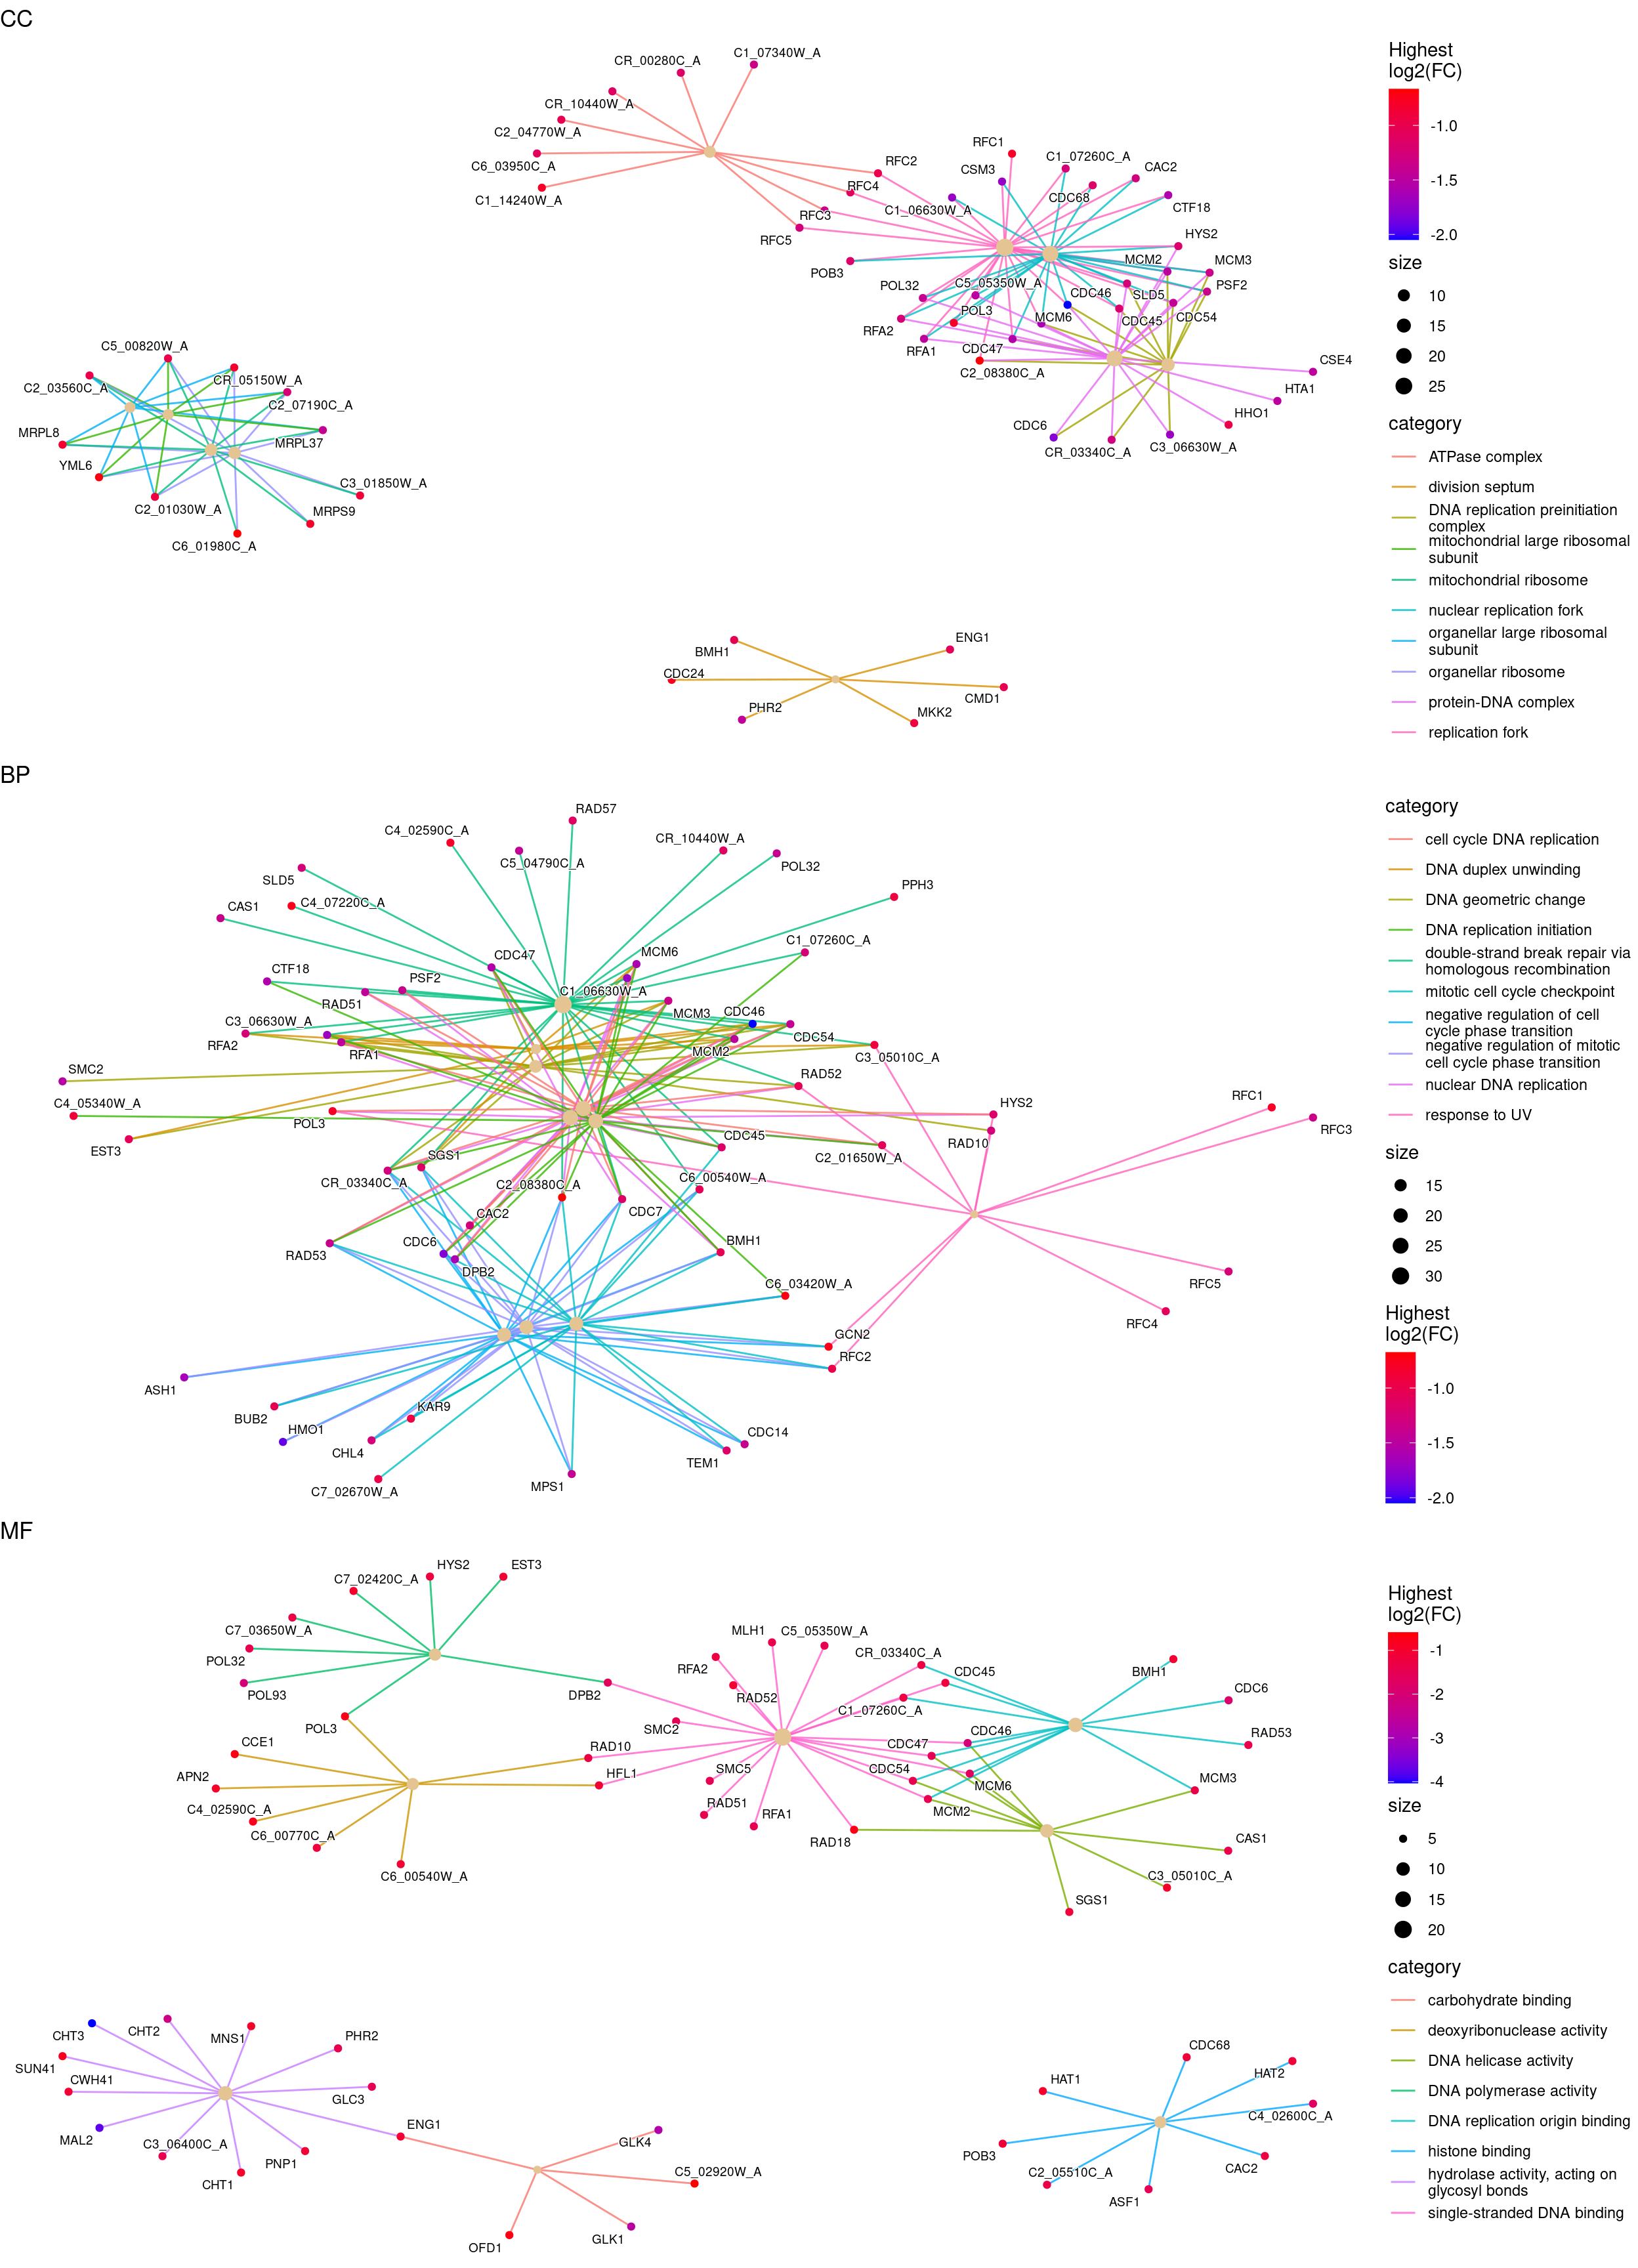 CC
C1_07340W_A
CR_00280C_A
CR_10440W_A
C2_04770W_A
C6_03950C_A
C1_14240W_A
RFC2
RFC4
RFC3
RFC5
RFC1
CSM3
C1_07260C_A
CAC2
CDC68
C1_06630W_A
CTF18
HYS2
POB3
MCM2
MCM3
POL32
C5_05350W_A
CDC46
SLD5
PSF2
POL3
MCM6
CDC45
CDC54
RFA2
RFA1
CDC47
C2_08380C_A
CSE4
HTA1
HHO1
CDC6
CR_03340C_A
C3_06630W_A
C5_00820W_A
C2_03560C_A
CR_05150W_A
C2_07190C_A
MRPL8
MRPL37
YML6
C3_01850W_A
C2_01030W_A
MRPS9
C6_01980C_A
BMH1
ENG1
CDC24
CMD1
PHR2
MKK2
Highest
log2(FC)
-1.0
-1.5
-2.0
size
10
15
20
25
category
ATPase complex
division septum
DNA replication preinitiation
complex
mitochondrial large ribosomal
subunit
mitochondrial ribosome
nuclear replication fork
organellar large ribosomal
subunit
organellar ribosome
protein-DNA complex
replication fork
BP
RAD57
C4_02590C_A
C5_04790C_A
CR_10440W_A
POL32
SLD5
PPH3
CAS1
C4_07220C_A
C1_07260C_A
CDC47
MCM6
CTF18
PSF2
RAD51
C1_06630W_A
C3_06630W_A
MCM3
CDC46
RFA2
RFA1
CDC54
MCM2
C3_05010C_A
SMC2
RAD52
C4_05340W_A
POL3
HYS2
RFC1
RFC3
EST3
CDC45
RAD10
SGS1
C2_01650W_A
CR_03340C_A
C2_08380C_A
C6_00540W_A
CAC2
CDC7
CDC6
RAD53
DPB2
BMH1
C6_03420W_A
RFC5
RFC4
GCN2
RFC2
ASH1
BUB2
KAR9
HMO1
CHL4
CDC14
TEM1
C7_02670W_A
MPS1
category
cell cycle DNA replication
DNA duplex unwinding
DNA geometric change
DNA replication initiation
double-strand break repair via
homologous recombination
mitotic cell cycle checkpoint
negative regulation of cell
cycle phase transition
negative regulation of mitotic
cell cycle phase transition
nuclear DNA replication
response to UV
size
15
20
25
30
Highest
log2(FC)
-1.0
-1.5
-2.0
MF
HYS2
EST3
C7_02420C_A
C7_03650W_A
POL32
POL93
DPB2
POL3
CCE1
APN2
C4_02590C_A
C6_00770C_A
C6_00540W_A
RAD10
HFL1
MLH1
C5_05350W_A
RFA2
RAD52
SMC2
CR_03340C_A
CDC45
C1_07260C_A
BMH1
CDC6
RAD53
CDC46
CDC47
CDC54
MCM6
MCM2
MCM3
SMC5
RAD51
RFA1
RAD18
CAS1
C3_05010C_A
SGS1
CHT3
CHT2
MNS1
PHR2
SUN41
CWH41
GLC3
MAL2
C3_06400C_A
PNP1
CHT1
ENG1
GLK4
C5_02920W_A
GLK1
OFD1
CDC68
HAT1
HAT2
C4_02600C_A
POB3
C2_05510C_A
CAC2
ASF1
Highest
log2(FC)
-1
-2
-3
-4
size
5
10
15
20
category
carbohydrate binding
deoxyribonuclease activity
DNA helicase activity
DNA polymerase activity
DNA replication origin binding
histone binding
hydrolase activity, acting on
glycosyl bonds
single-stranded DNA binding